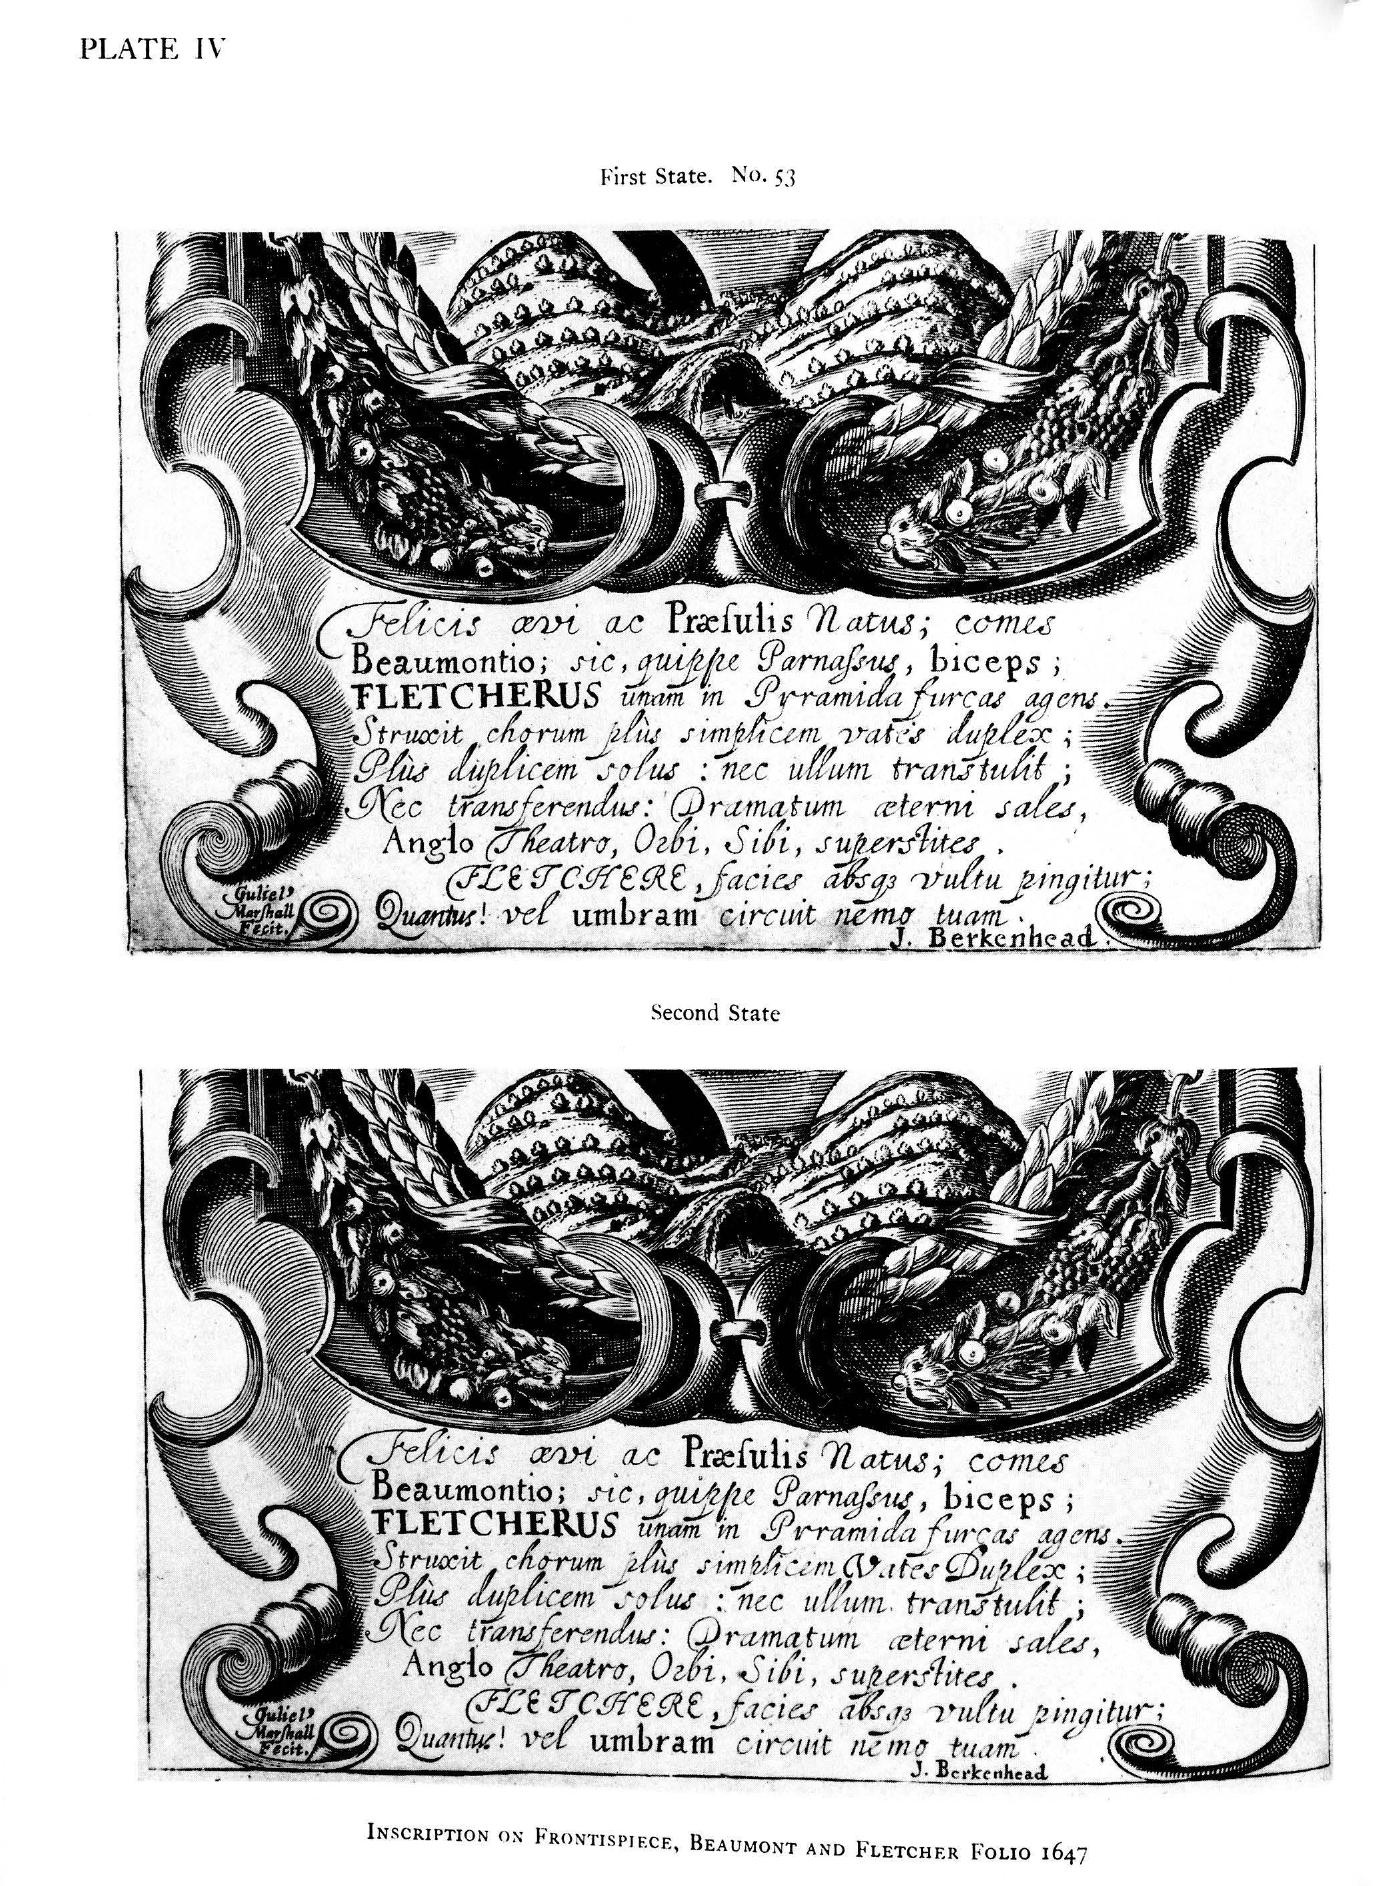 PLATE IV
First State. No. 53
Felicis ævi ac Præſulis Natus; comes
Beaumontio; sic, quippe Parnaſsus, biceps;
FLETCHERUS unam in Pyramida furcas agens.
Struxit chorum plùs simplicem vates duplex;
Plùs duplicem solus: nec ullum transtulit;
Nec transferendus: Dramatum æterni sales,
Anglo Theatro, Orbi, Sibi, superstites.
FLETCHERE, facies absqꝫ vultu pingitur;
Quantus! vel umbram circuit nemo tuam.
J. Berkenhead.
Guliel⁹
Marſhall
Fecit.
Second State
Felicis ævi ac Præſulis Natus; comes
Beaumontio; sic, quippe Parnaſsus, biceps;
FLETCHERUS unam in Pyramida furcas agens.
Struxit chorum plùs simplicem Vates Duplex;
Plùs duplicem solus: nec ullum transtulit;
Nec transferendus: Dramatum æterni sales,
Anglo Theatro, Orbi, Sibi, superstites.
FLETCHERE, facies absqꝫ vultu pingitur;
Quantus! vel umbram circuit nemo tuam.
J. Berkenhead
Guliel⁹
Marſhall
Fecit.
INSCRIPTION ON FRONTISPIECE, BEAUMONT AND FLETCHER FOLIO 1647